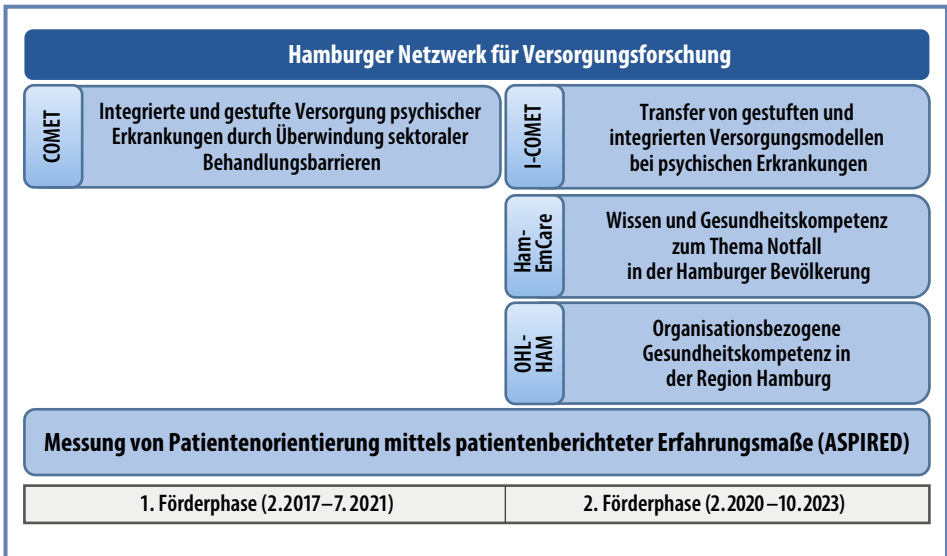 Hamburger Netzwerk für Versorgungsforschung
COMET
Integrierte und gestufte Versorgung psychischer
Erkrankungen durch Überwindung sektoraler
Behandlungsbarrieren
I-COMET
Transfer von gestuften und
integrierten Versorgungsmodellen
bei psychischen Erkrankungen
Ham-
EmCare
Wissen und Gesundheitskompetenz
zum Thema Notfall
in der Hamburger Bevölkerung
OHL-
HAM
Organisationsbezogene
Gesundheitskompetenz in
der Region Hamburg
Messung von Patientenorientierung mittels patientenberichteter Erfahrungsmaße (ASPIRED)
1. Förderphase (2.2017–7.2021)
2. Förderphase (2.2020–10.2023)